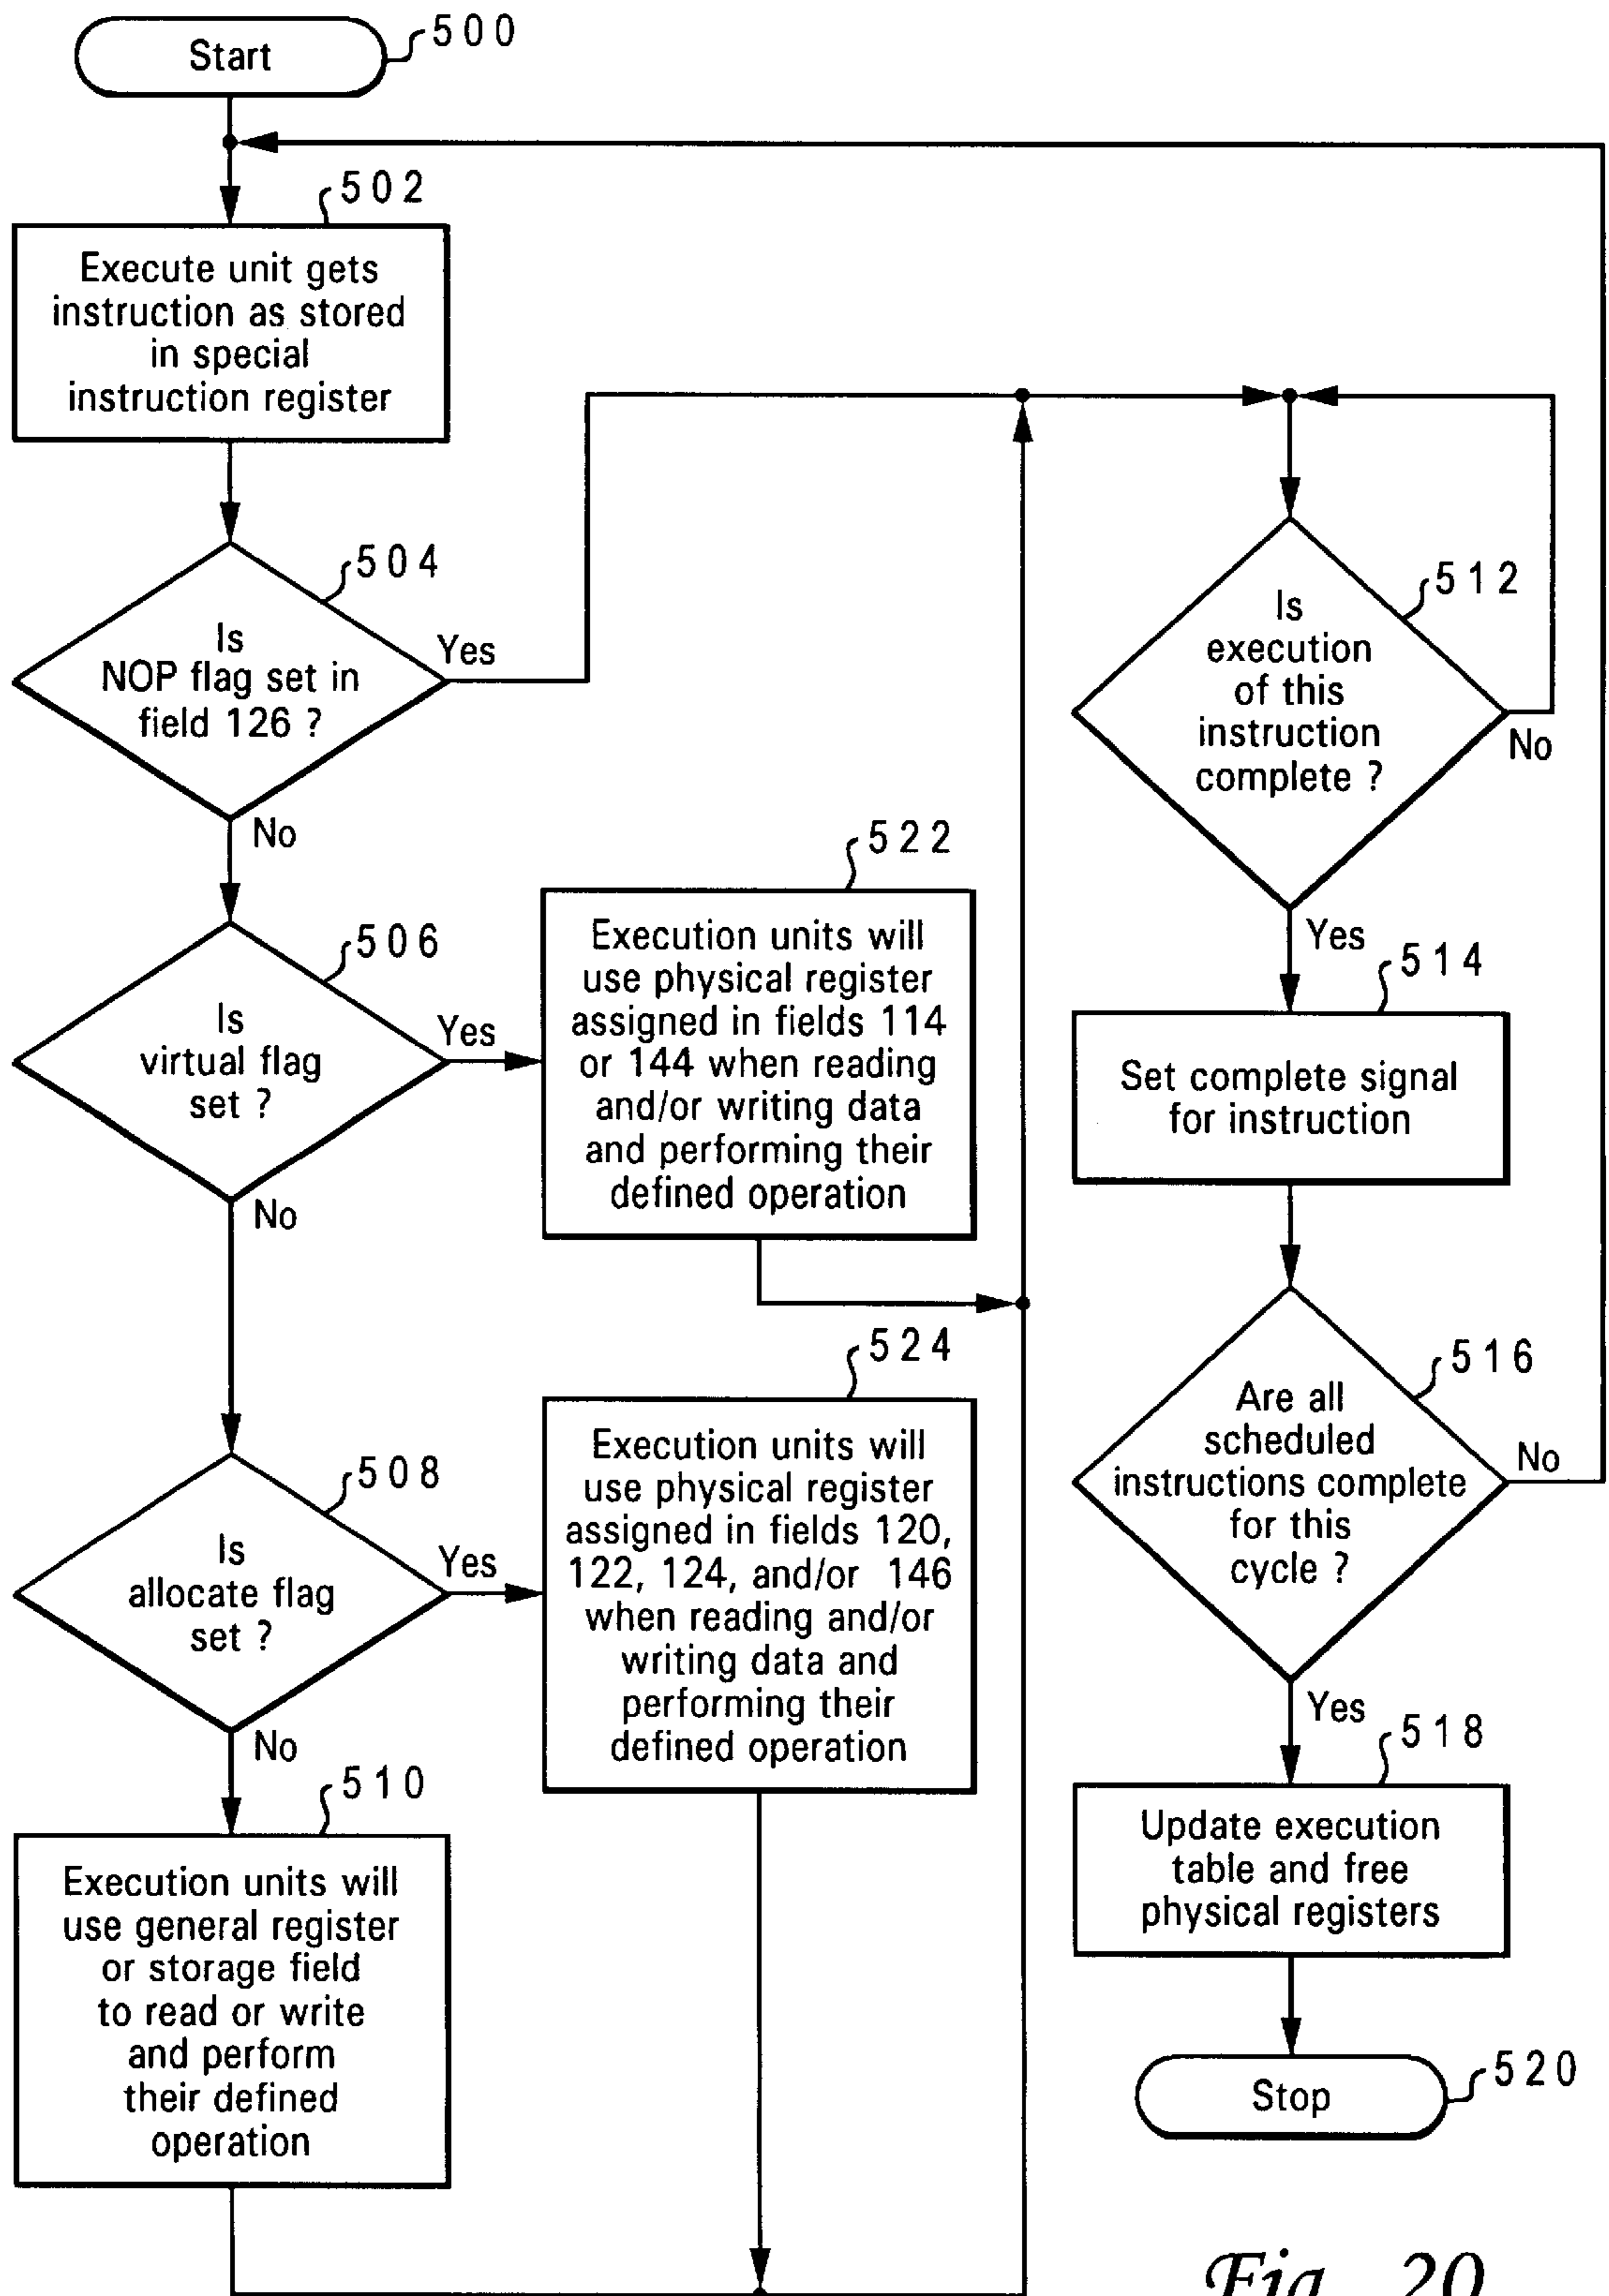 Start
500
502
Execute unit gets
instruction as stored
in special
instruction register
504
Is
NOP flag set in
field 126 ?
Yes
No
506
Is
virtual flag
set ?
Yes
No
522
Execution units will
use physical register
assigned in fields 114
or 144 when reading
and/or writing data
and performing their
defined operation
508
Is
allocate flag
set ?
Yes
No
524
Execution units will
use physical register
assigned in fields 120,
122, 124, and/or 146
when reading and/or
writing data and
performing their
defined operation
510
Execution units will
use general register
or storage field
to read or write
and perform
their defined
operation
512
Is
execution
of this
instruction
complete ?
No
Yes
514
Set complete signal
for instruction
516
Are all
scheduled
instructions complete
for this
cycle ?
No
Yes
518
Update execution
table and free
physical registers
Stop
520
Fig. 20